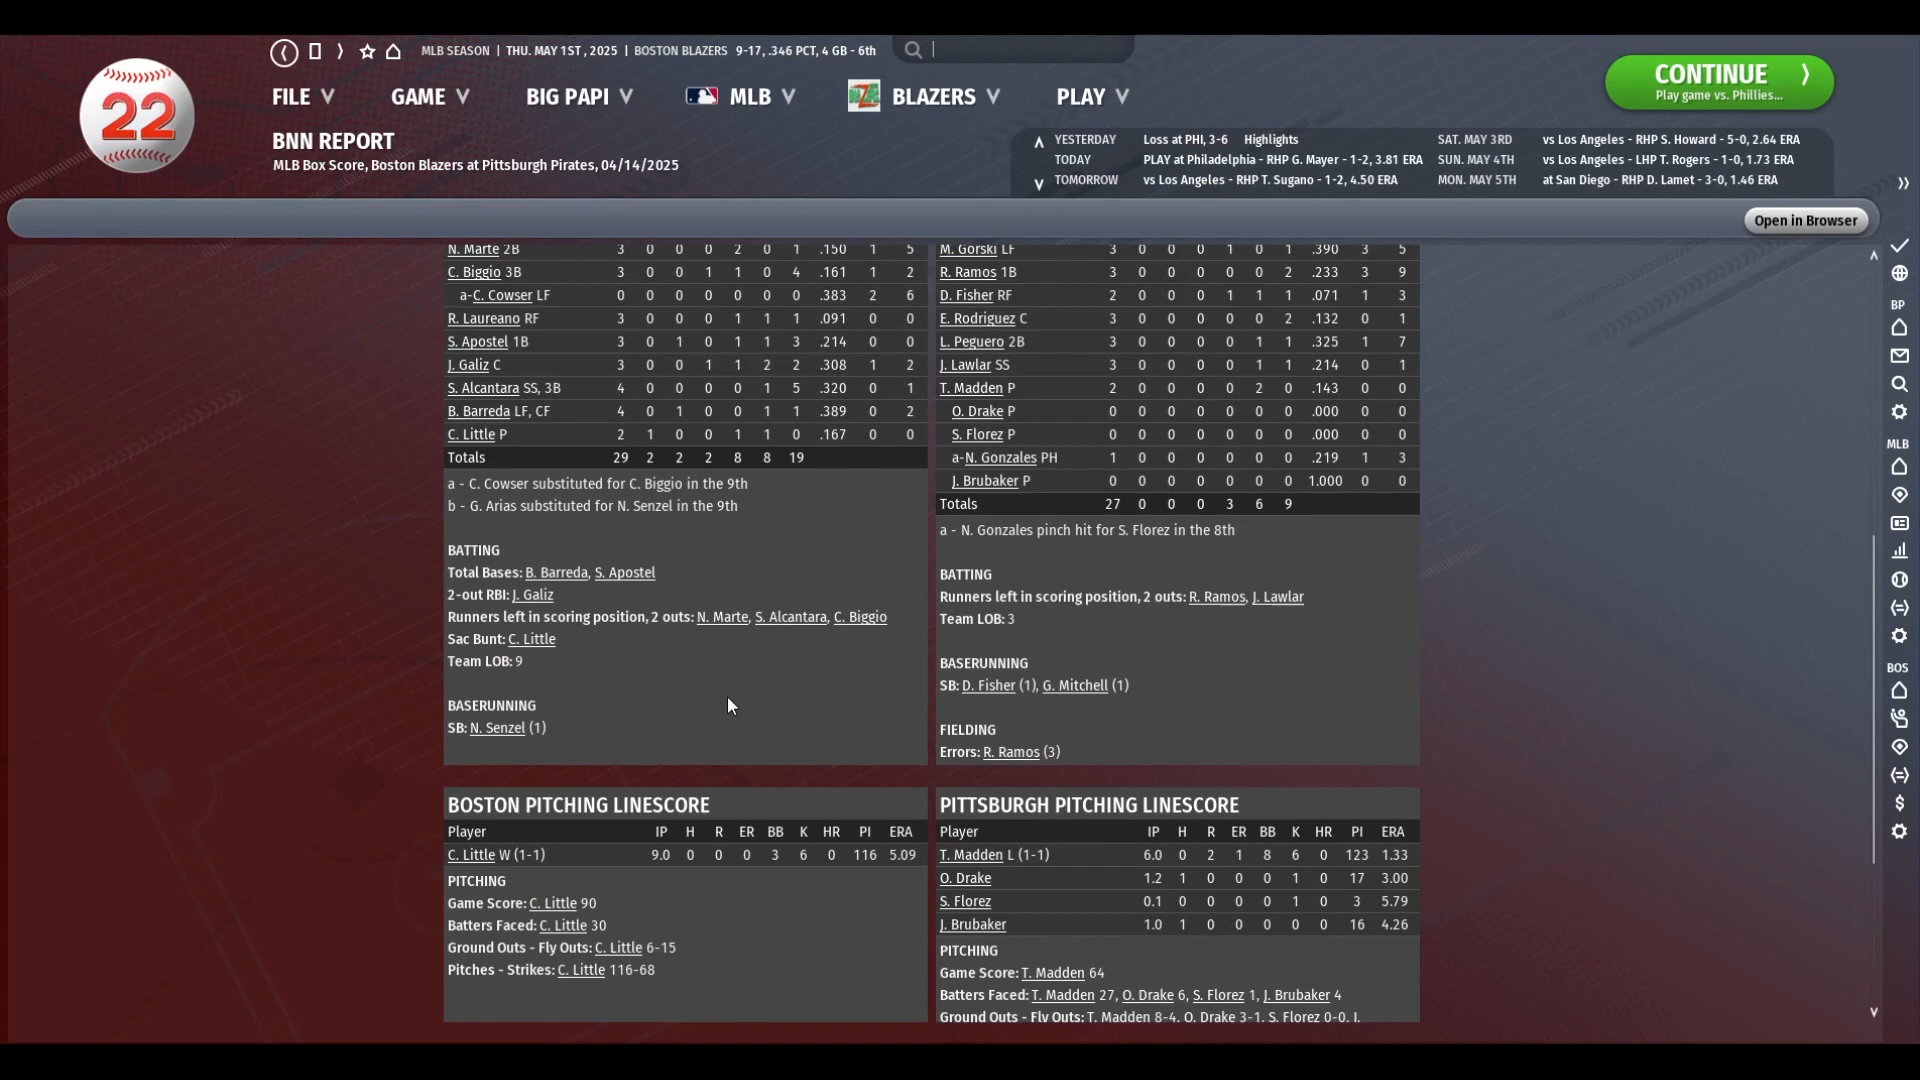 MLB SEASON | THU. MAY 1ST , 2025 | BOSTON BLAZERS 9-17, .346 PCT, 4 GB - 6th
22
FILE GAME BIG PAPI MLB BLAZERS PLAY
CONTINUE
Play game vs. Phillies...
BNN REPORT
MLB Box Score, Boston Blazers at Pittsburgh Pirates, 04/14/2025
YESTERDAY Loss at PHI, 3-6 Highlights SAT. MAY 3RD vs Los Angeles - RHP S. Howard - 5-0, 2.64 ERA
TODAY PLAY at Philadelphia - RHP G. Mayer - 1-2, 3.81 ERA SUN. MAY 4TH vs Los Angeles - LHP T. Rogers - 1-0, 1.73 ERA
TOMORROW vs Los Angeles - RHP T. Sugano - 1-2, 4.50 ERA MON. MAY 5TH at San Diego - RHP D. Lamet - 3-0, 1.46 ERA
Open in Browser
N. Marte 2B 3 0 0 0 2 0 1 .150 1 5
C. Biggio 3B 3 0 0 1 1 0 4 .161 1 2
a-C. Cowser LF 0 0 0 0 0 0 0 .383 2 6
R. Laureano RF 3 0 0 0 1 1 1 .091 0 0
S. Apostel 1B 3 0 1 0 1 1 3 .214 0 0
J. Galiz C 3 0 0 1 1 2 2 .308 1 2
S. Alcantara SS, 3B 4 0 0 0 0 1 5 .320 0 1
B. Barreda LF, CF 4 0 1 0 0 1 1 .389 0 2
C. Little P 2 1 0 0 1 1 0 .167 0 0
Totals 29 2 2 2 8 8 19
a - C. Cowser substituted for C. Biggio in the 9th
b - G. Arias substituted for N. Senzel in the 9th
BATTING
Total Bases: B. Barreda, S. Apostel
2-out RBI: J. Galiz
Runners left in scoring position, 2 outs: N. Marte, S. Alcantara, C. Biggio
Sac Bunt: C. Little
Team LOB: 9
BASERUNNING
SB: N. Senzel (1)
M. Gorski LF 3 0 0 0 1 0 1 .390 3 5
R. Ramos 1B 3 0 0 0 0 0 2 .233 3 9
D. Fisher RF 2 0 0 0 1 1 1 .071 1 3
E. Rodriguez C 3 0 0 0 0 0 2 .132 0 1
L. Peguero 2B 3 0 0 0 0 1 1 .325 1 7
J. Lawlar SS 3 0 0 0 0 1 1 .214 0 1
T. Madden P 2 0 0 0 0 2 0 .143 0 0
O. Drake P 0 0 0 0 0 0 0 .000 0 0
S. Florez P 0 0 0 0 0 0 0 .000 0 0
a-N. Gonzales PH 1 0 0 0 0 0 0 .219 1 3
J. Brubaker P 0 0 0 0 0 0 0 1.000 0 0
Totals 27 0 0 0 3 6 9
a - N. Gonzales pinch hit for S. Florez in the 8th
BATTING
Runners left in scoring position, 2 outs: R. Ramos, J. Lawlar
Team LOB: 3
BASERUNNING
SB: D. Fisher (1), G. Mitchell (1)
FIELDING
Errors: R. Ramos (3)
BOSTON PITCHING LINESCORE
Player IP H R ER BB K HR PI ERA
C. Little W (1-1) 9.0 0 0 0 3 6 0 116 5.09
PITCHING
Game Score: C. Little 90
Batters Faced: C. Little 30
Ground Outs - Fly Outs: C. Little 6-15
Pitches - Strikes: C. Little 116-68
PITTSBURGH PITCHING LINESCORE
Player IP H R ER BB K HR PI ERA
T. Madden L (1-1) 6.0 0 2 1 8 6 0 123 1.33
O. Drake 1.2 1 0 0 0 1 0 17 3.00
S. Florez 0.1 0 0 0 0 1 0 3 5.79
J. Brubaker 1.0 1 0 0 0 0 0 16 4.26
PITCHING
Game Score: T. Madden 64
Batters Faced: T. Madden 27, O. Drake 6, S. Florez 1, J. Brubaker 4
Ground Outs - Fly Outs: T. Madden 8-4, O. Drake 3-1, S. Florez 0-0, J.
BP
MLB
BOS